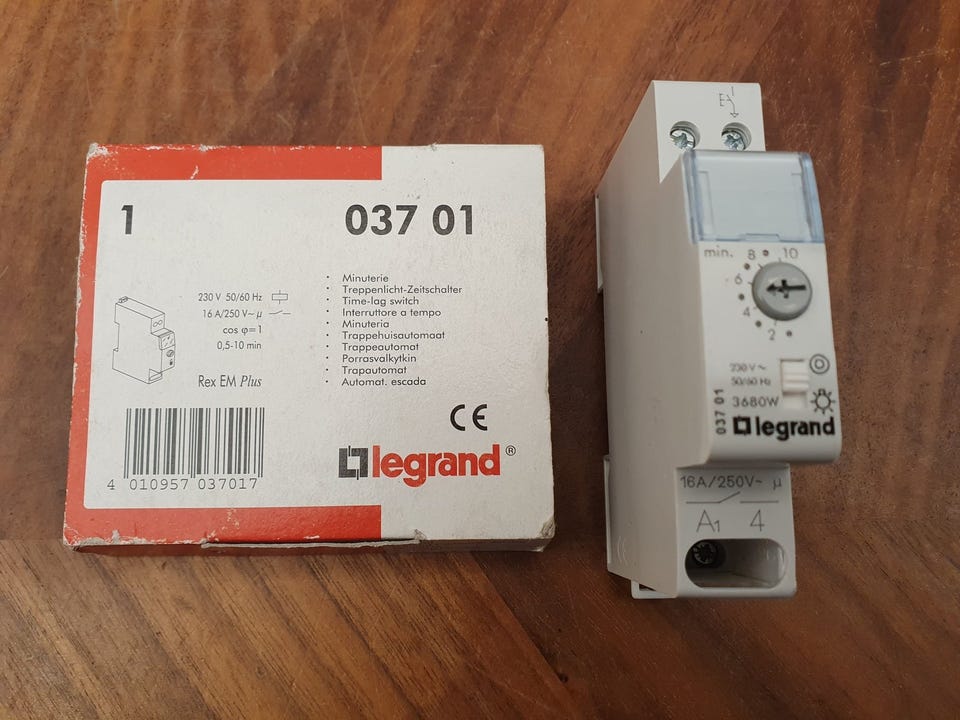 1
037 01
230 V 50/60 Hz
16 A/250 V~ µ
cos φ=1
0,5-10 min
Rex EM Plus
· Minuterie
· Treppenlicht-Zeitschalter
· Time-lag switch
· Interruttore a tempo
· Minuteria
· Trappehuisautomaat
· Trappeautomat
· Porrasvalkytkin
· Trapautomat
· Automat. escada
CE
legrand®
4 010957 037017
min. 8 10
6
4
2
230 V ~
50/60 Hz
3680W
037 01
legrand
16A/250V~ µ
A1 4